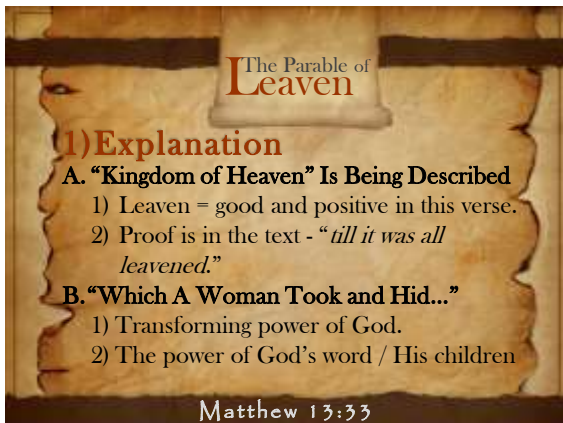 The Parable of
Leaven
1)Explanation
A. “Kingdom of Heaven” Is Being Described
1) Leaven = good and positive in this verse.
2) Proof is in the text - “till it was all
leavened.”
B.“Which A Woman Took and Hid...”
1) Transforming power of God.
2) The power of God’s word / His children
Matthew 13:33